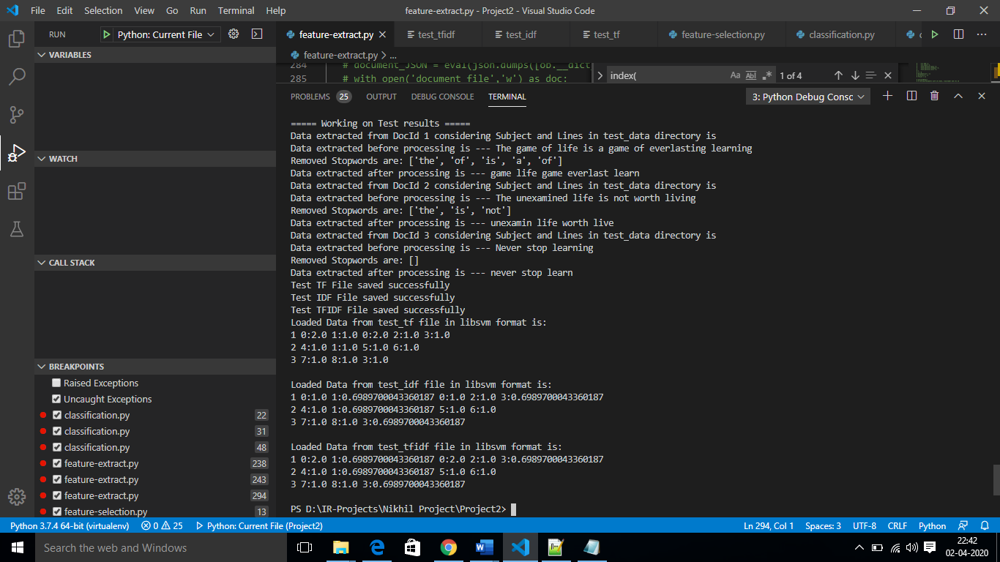 File Edit Selection View Go Run Terminal Help feature-extract.py - Project2 - Visual Studio Code
RUN Python: Current File
feature-extract.py test_tfidf test_idf test_tf feature-selection.py classification.py
VARIABLES
WATCH
CALL STACK
BREAKPOINTS
Raised Exceptions
Uncaught Exceptions
classification.py 22
classification.py 31
classification.py 48
feature-extract.py 238
feature-extract.py 243
feature-extract.py 294
feature-selection.py 13
feature-extract.py > ...
284 # document_JSON = eval(json.dumps([ob.__dict
285 # with open('document file','w') as doc:
index( Aa Abl .* 1 of 4
PROBLEMS 25 OUTPUT DEBUG CONSOLE TERMINAL 3: Python Debug Consc
===== Working on Test results =====
Data extracted from DocId 1 considering Subject and Lines in test_data directory is
Data extracted before processing is --- The game of life is a game of everlasting learning
Removed Stopwords are: ['the', 'of', 'is', 'a', 'of']
Data extracted after processing is --- game life game everlast learn
Data extracted from DocId 2 considering Subject and Lines in test_data directory is
Data extracted before processing is --- The unexamined life is not worth living
Removed Stopwords are: ['the', 'is', 'not']
Data extracted after processing is --- unexamin life worth live
Data extracted from DocId 3 considering Subject and Lines in test_data directory is
Data extracted before processing is --- Never stop learning
Removed Stopwords are: []
Data extracted after processing is --- never stop learn
Test TF File saved successfully
Test IDF File saved successfully
Test TFIDF File saved successfully
Loaded Data from test_tf file in libsvm format is:
1 0:2.0 1:1.0 0:2.0 2:1.0 3:1.0
2 4:1.0 1:1.0 5:1.0 6:1.0
3 7:1.0 8:1.0 3:1.0
Loaded Data from test_idf file in libsvm format is:
1 0:1.0 1:0.6989700043360187 0:1.0 2:1.0 3:0.6989700043360187
2 4:1.0 1:0.6989700043360187 5:1.0 6:1.0
3 7:1.0 8:1.0 3:0.6989700043360187
Loaded Data from test_tfidf file in libsvm format is:
1 0:2.0 1:0.6989700043360187 0:2.0 2:1.0 3:0.6989700043360187
2 4:1.0 1:0.6989700043360187 5:1.0 6:1.0
3 7:1.0 8:1.0 3:0.6989700043360187
PS D:\IR-Projects\Nikhil Project\Project2>
Python 3.7.4 64-bit (virtualenv) 0 25 Python: Current File (Project2) Ln 294, Col 1 Spaces: 3 UTF-8 CRLF Python
Search the web and Windows
22:42
02-04-2020